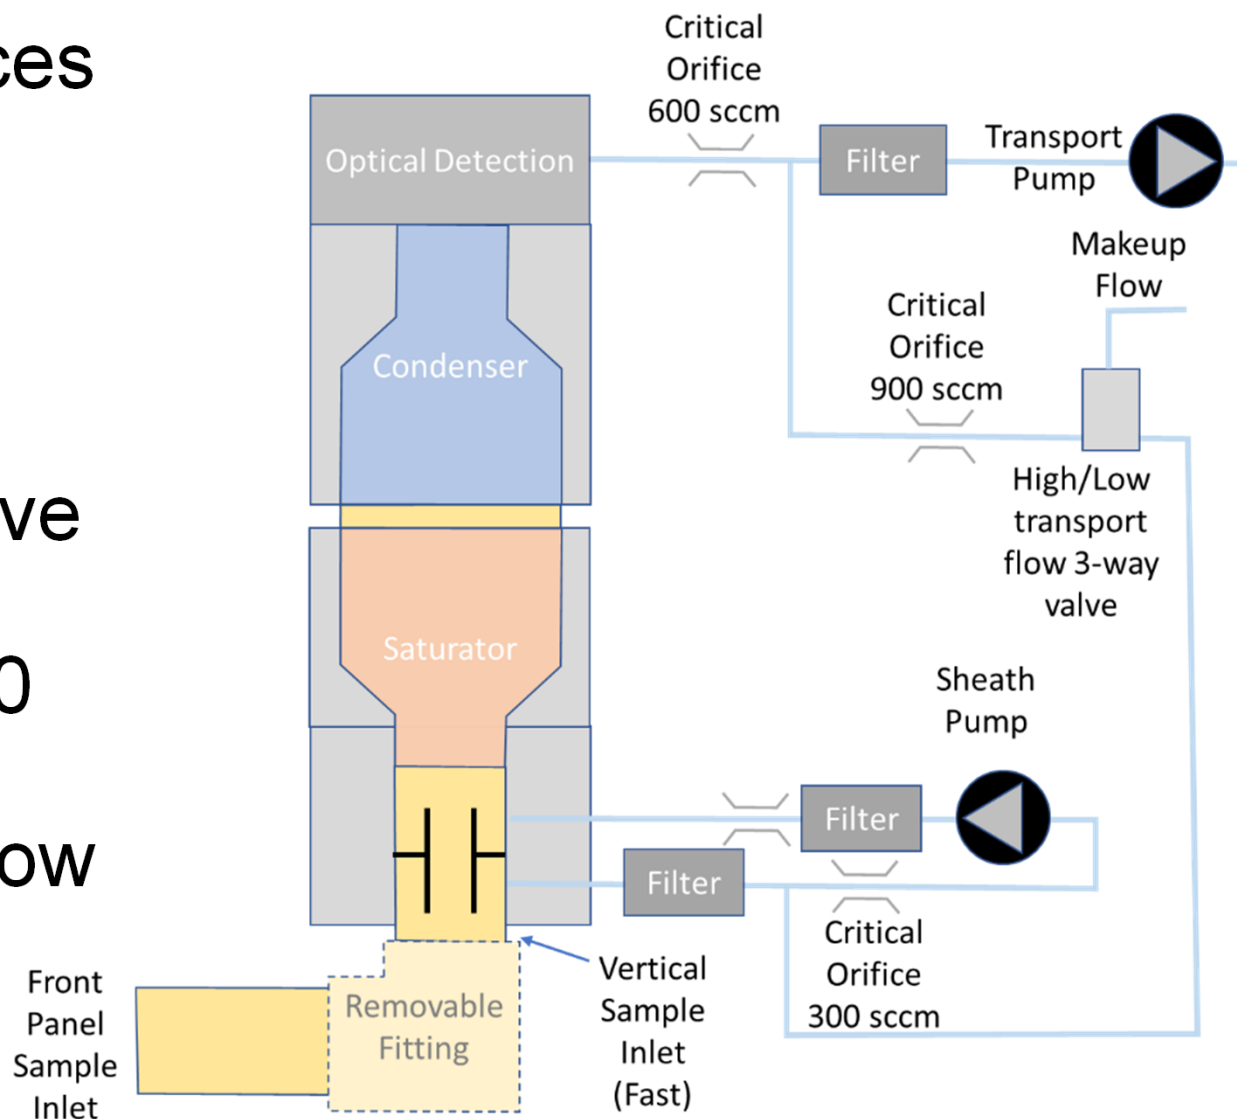 ces
ve
0
ow
Critical
Orifice
600 sccm
Optical Detection
Filter
Transport
Pump
Makeup
Flow
Critical
Orifice
900 sccm
Condenser
High/Low
transport
flow 3-way
valve
Saturator
Sheath
Pump
Filter
Filter
Critical
Orifice
300 sccm
Vertical
Sample
Inlet
(Fast)
Removable
Fitting
Front
Panel
Sample
Inlet